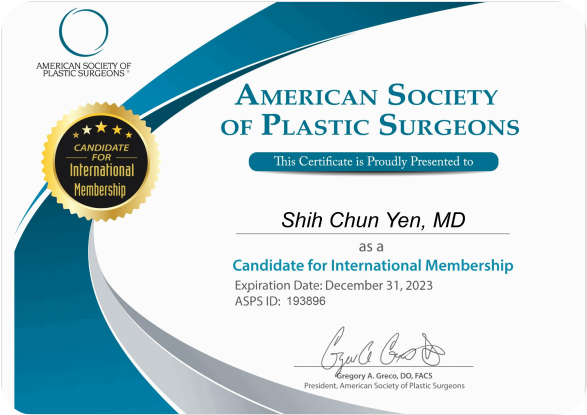 AMERICAN SOCIETY OF
PLASTIC SURGEONS®
CANDIDATE
FOR
International
Membership
AMERICAN SOCIETY
OF PLASTIC SURGEONS
This Certificate is Proudly Presented to
Shih Chun Yen, MD
as a
Candidate for International Membership
Expiration Date: December 31, 2023
ASPS ID: 193896
Gregory A. Greco, DO, FACS
President, American Society of Plastic Surgeons